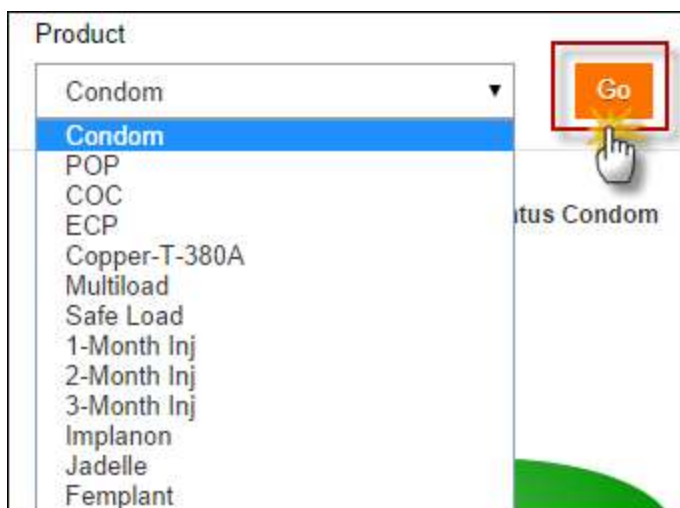 Product
Condom
Go
Condom
POP
COC
ECP
Copper-T-380A
Multiload
Safe Load
1-Month Inj
2-Month Inj
3-Month Inj
Implanon
Jadelle
Femplant
Condom